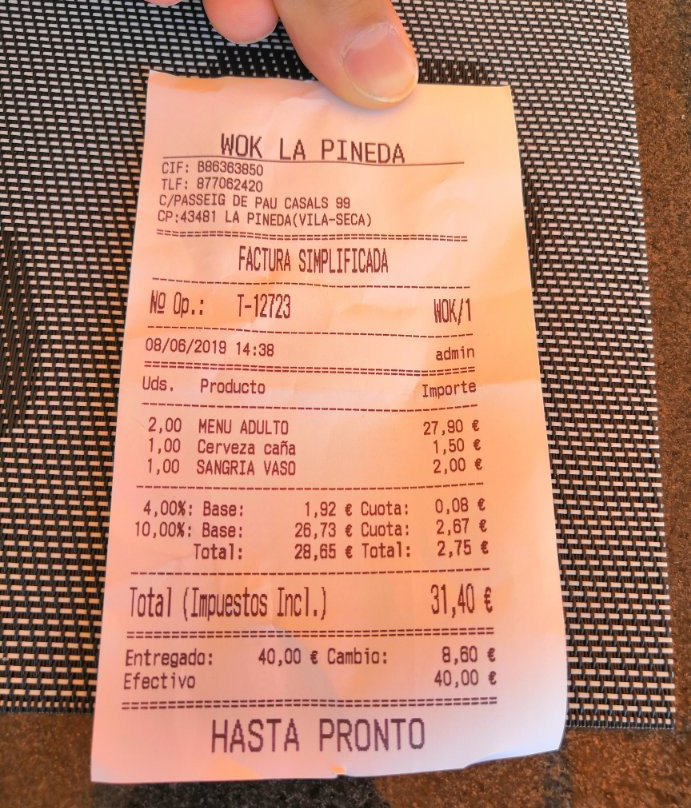 WOK LA PINEDA
CIF: B86363850
TLF: 877062420
C/PASSEIG DE PAU CASALS 99
CP:43481 LA PINEDA(VILA-SECA)
FACTURA SIMPLIFICADA
Nº Op.: T-12723 WOK/1
08/06/2019 14:38 admin
Uds. Producto Importe
2,00 MENU ADULTO 27,90 €
1,00 Cerveza caña 1,50 €
1,00 SANGRIA VASO 2,00 €
4,00%: Base: 1,92 € Cuota: 0,08 €
10,00%: Base: 26,73 € Cuota: 2,67 €
Total: 28,65 € Total: 2,75 €
Total (Impuestos Incl.) 31,40 €
Entregado: 40,00 € Cambio: 8,60 €
Efectivo 40,00 €
HASTA PRONTO